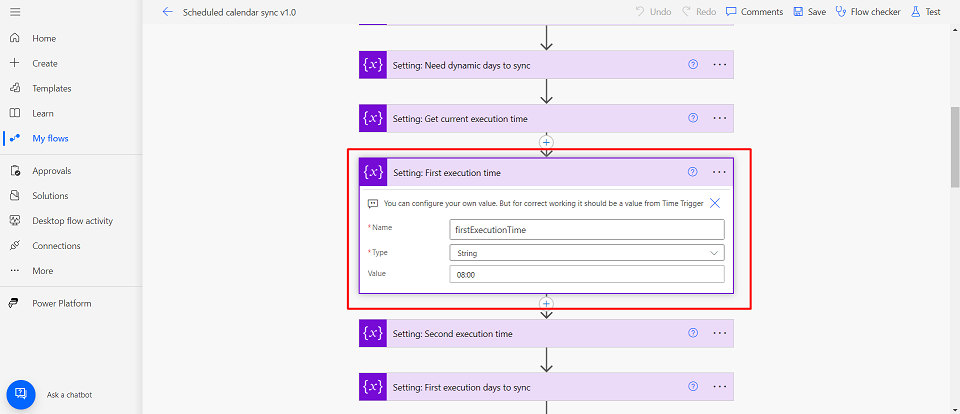 Scheduled calendar sync v1.0
Undo
Redo
Comments
Save
Flow checker
Test
Home
Create
Templates
Learn
My flows
Approvals
Solutions
Desktop flow activity
Connections
More
Power Platform
Ask a chatbot
{x} Setting: Need dynamic days to sync
{x} Setting: Get current execution time
{x} Setting: First execution time
You can configure your own value. But for correct working it should be a value from Time Trigger
*Name firstExecutionTime
*Type String
Value 08:00
{x} Setting: Second execution time
{x} Setting: First execution days to sync